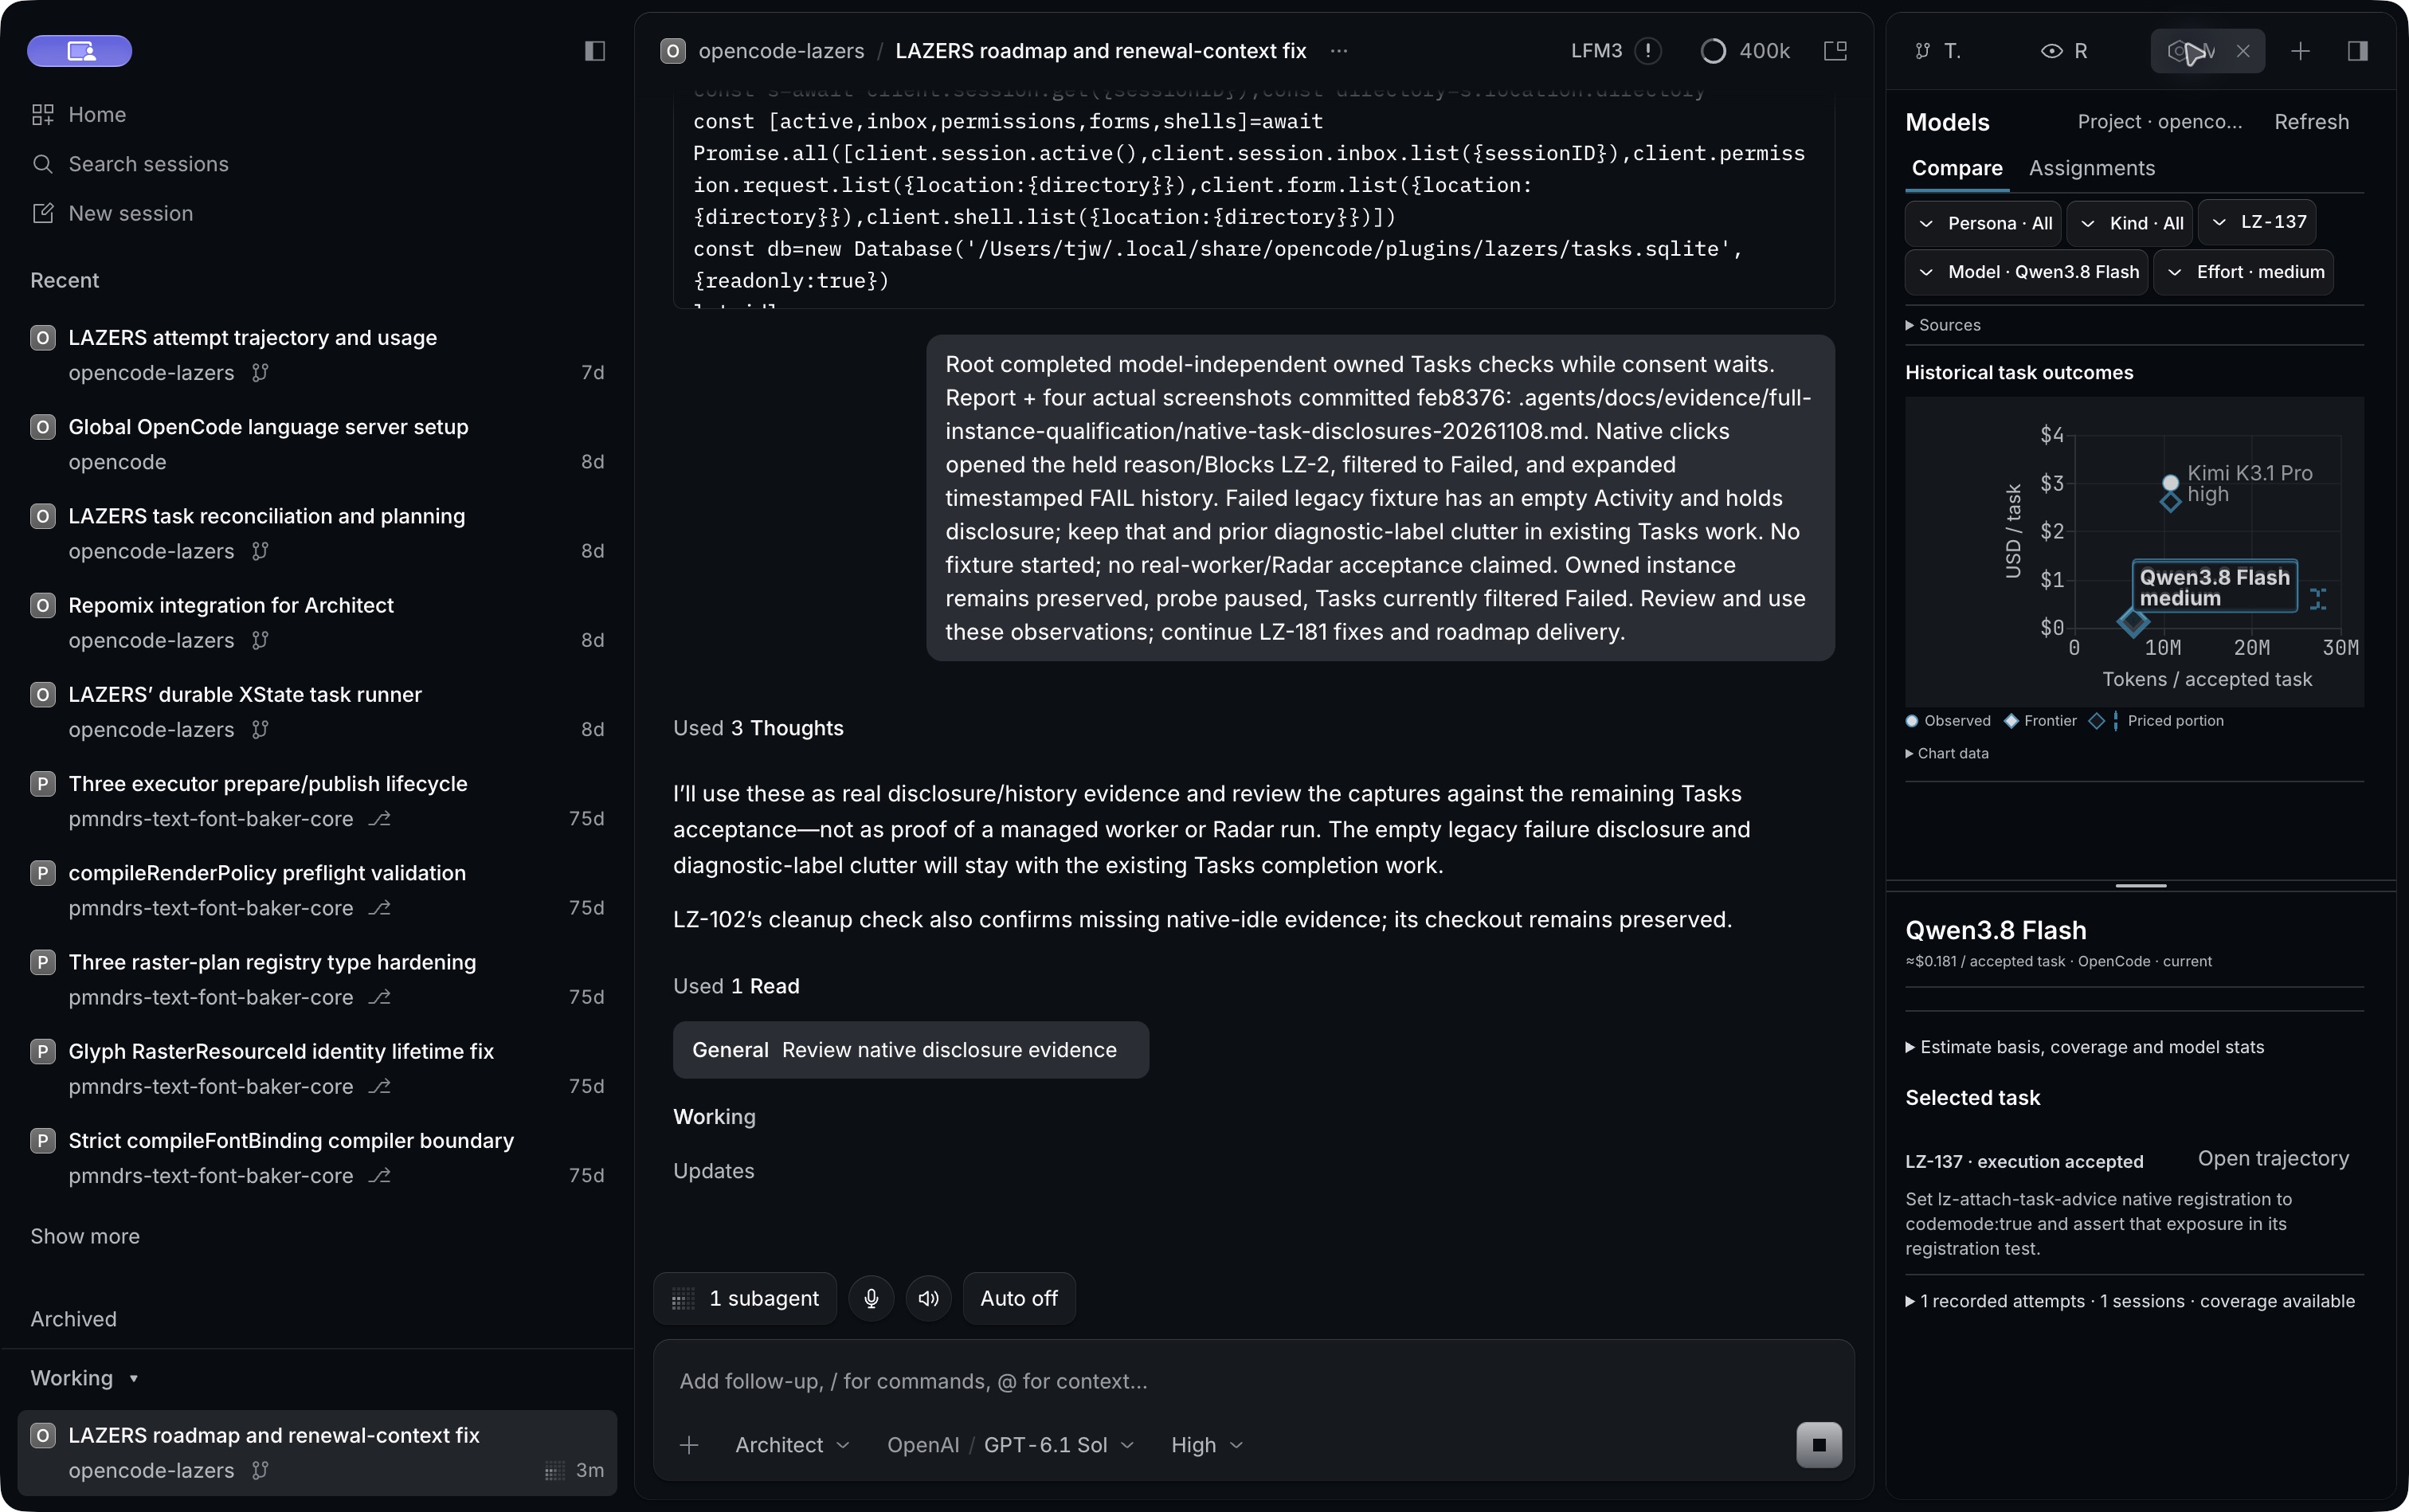 Home
Search sessions
New session
Recent
O LAZERS attempt trajectory and usage
opencode-lazers 7d
O Global OpenCode language server setup
opencode 8d
O LAZERS task reconciliation and planning
opencode-lazers 8d
O Repomix integration for Architect
opencode-lazers 8d
O LAZERS’ durable XState task runner
opencode-lazers 8d
P Three executor prepare/publish lifecycle
pmndrs-text-font-baker-core 75d
P compileRenderPolicy preflight validation
pmndrs-text-font-baker-core 75d
P Three raster-plan registry type hardening
pmndrs-text-font-baker-core 75d
P Glyph RasterResourceId identity lifetime fix
pmndrs-text-font-baker-core 75d
P Strict compileFontBinding compiler boundary
pmndrs-text-font-baker-core 75d
Show more
Archived
Working ▼
O LAZERS roadmap and renewal-context fix
opencode-lazers 3m
O opencode-lazers / LAZERS roadmap and renewal-context fix ··· LFM3 ! 400k
const s=await client.session.get({sessionID});const directory=s.location.directory
const [active,inbox,permissions,forms,shells]=await
Promise.all([client.session.active(),client.session.inbox.list({sessionID}),client.permiss
ion.request.list({location:{directory}}),client.form.list({location:
{directory}}),client.shell.list({location:{directory}})])
const db=new Database('/Users/tjw/.local/share/opencode/plugins/lazers/tasks.sqlite',
{readonly:true})
Root completed model-independent owned Tasks checks while consent waits.
Report + four actual screenshots committed feb8376: .agents/docs/evidence/full-
instance-qualification/native-task-disclosures-20261108.md. Native clicks
opened the held reason/Blocks LZ-2, filtered to Failed, and expanded
timestamped FAIL history. Failed legacy fixture has an empty Activity and holds
disclosure; keep that and prior diagnostic-label clutter in existing Tasks work. No
fixture started; no real-worker/Radar acceptance claimed. Owned instance
remains preserved, probe paused, Tasks currently filtered Failed. Review and use
these observations; continue LZ-181 fixes and roadmap delivery.
Used 3 Thoughts
I’ll use these as real disclosure/history evidence and review the captures against the remaining Tasks
acceptance—not as proof of a managed worker or Radar run. The empty legacy failure disclosure and
diagnostic-label clutter will stay with the existing Tasks completion work.
LZ-102’s cleanup check also confirms missing native-idle evidence; its checkout remains preserved.
Used 1 Read
General Review native disclosure evidence
Working
Updates
1 subagent Auto off
Add follow-up, / for commands, @ for context...
Architect OpenAI / GPT-6.1 Sol High
T. R
Models Project · openco... Refresh
Compare Assignments
Persona · All Kind · All LZ-137
Model · Qwen3.8 Flash Effort · medium
Sources
Historical task outcomes
$4
$3
$2
$1
$0
USD / task
Kimi K3.1 Pro
high
Qwen3.8 Flash
medium
0 10M 20M 30M
Tokens / accepted task
Observed Frontier Priced portion
Chart data
Qwen3.8 Flash
≈$0.181 / accepted task · OpenCode · current
Estimate basis, coverage and model stats
Selected task
LZ-137 · execution accepted Open trajectory
Set lz-attach-task-advice native registration to
codemode:true and assert that exposure in its
registration test.
1 recorded attempts · 1 sessions · coverage available